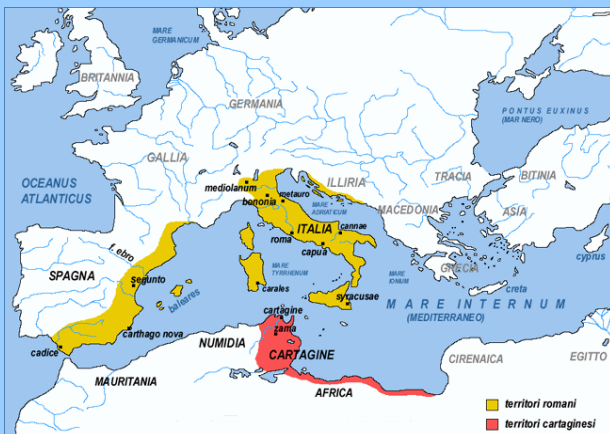 MARE
GERMANICUM
BRITANNIA
GERMANIA
PONTUS EUXINUS
(MAR NERO)
GALLIA
OCEANUS
ATLANTICUS
mediolanum
benonia
metauro
ILLIRIA
TRACIA
BITINIA
MARE
ADRIATICUM
MACEDONIA
ASIA
f. ebro
ITALIA
cannae
roma
capua
SPAGNA
segunto
MARE
TYRRHENUM
MARE
IONIUM
GRECIA
cyprus
baleares
carales
creta
syracusae
MARE INTERNUM
(MEDITERRANEO)
carthago nova
cartagine
zama
cadice
NUMIDIA
CARTAGINE
CIRENAICA
EGITTO
MAURITANIA
AFRICA
territori romani
territori cartaginesi